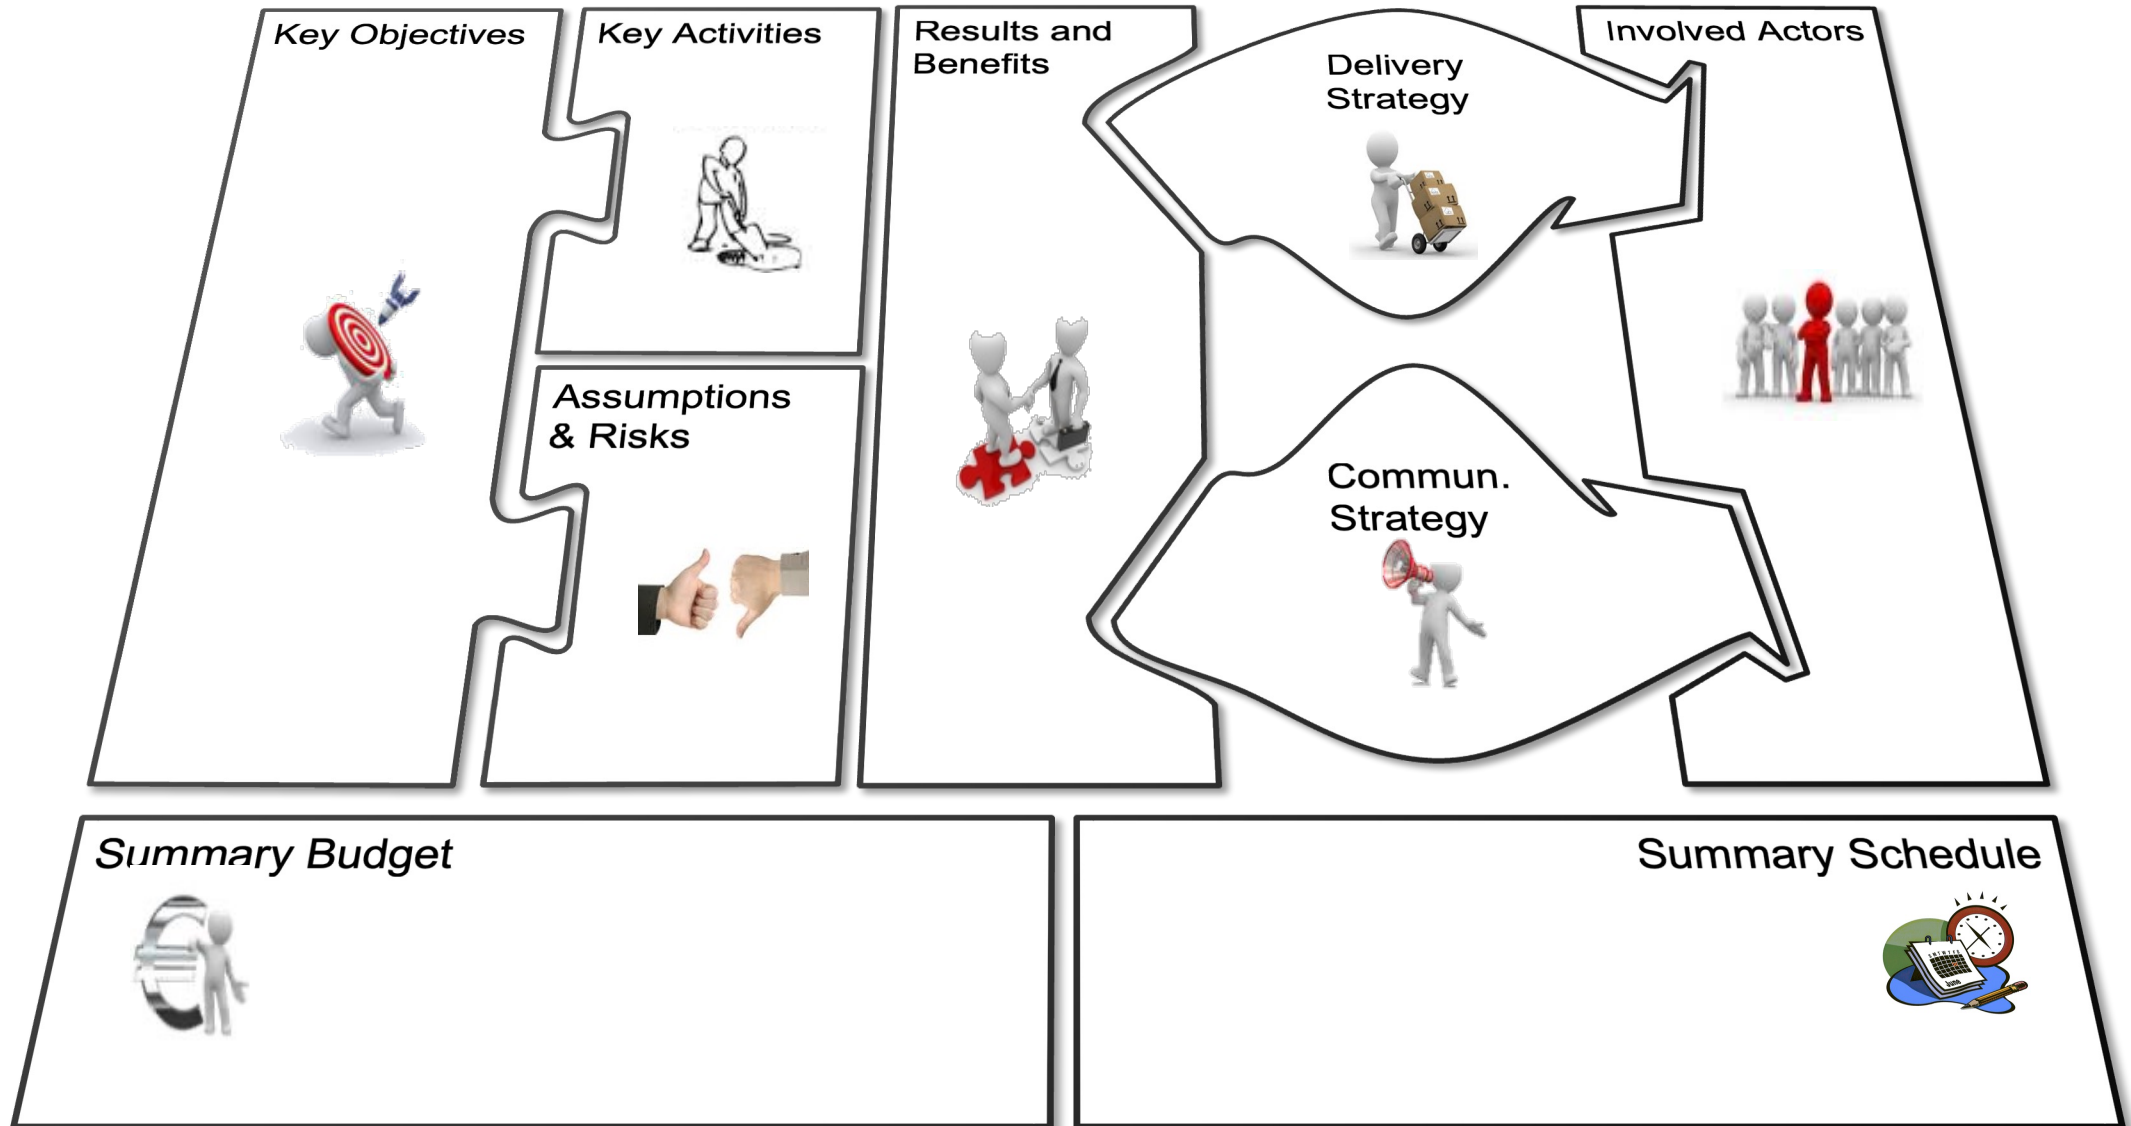 Key Objectives
Key Activities
Results and
Benefits
Delivery
Strategy
Involved Actors
Assumptions
& Risks
Commun.
Strategy
Summary Budget
Summary Schedule
June